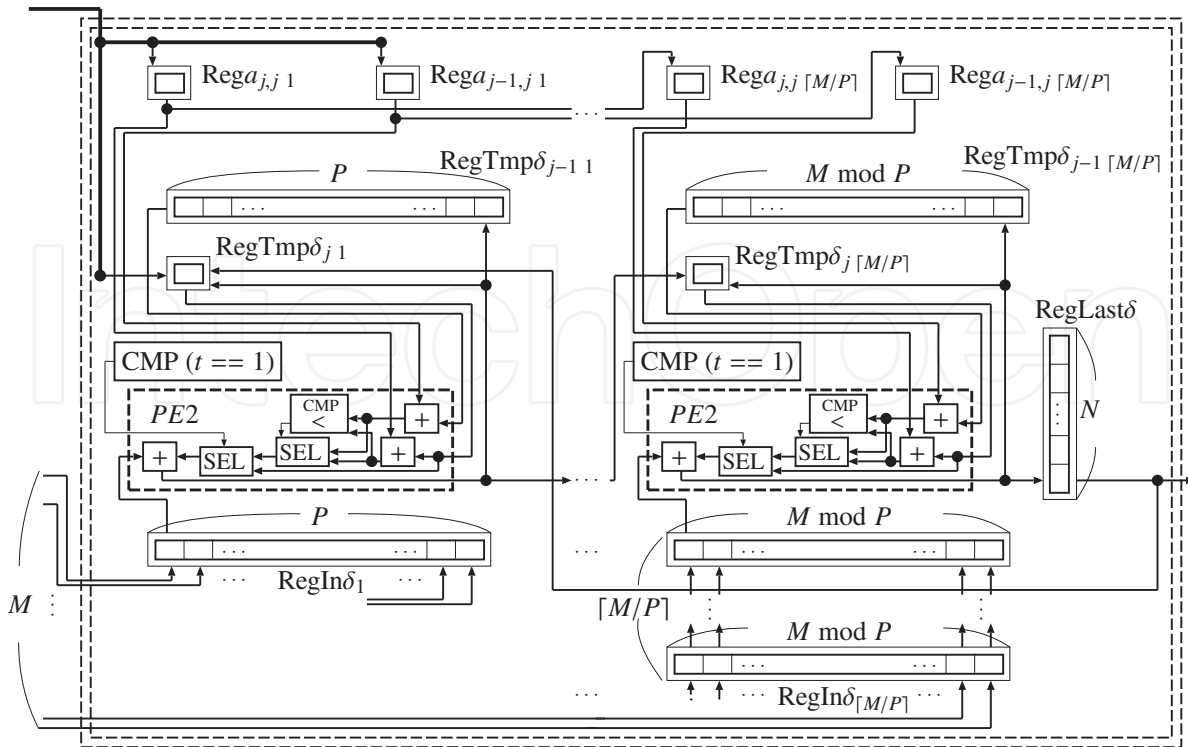 Rega_{j,j 1}
Rega_{j−1,j 1}
Rega_{j,j ⌈M/P⌉}
Rega_{j−1,j ⌈M/P⌉}
· · ·
P
RegTmpδ_{j−1 1}
M mod P
RegTmpδ_{j−1 ⌈M/P⌉}
· · ·
· · ·
· · ·
· · ·
RegTmpδ_{j 1}
RegTmpδ_{j ⌈M/P⌉}
IntechOpen
RegLastδ
CMP (t == 1)
CMP (t == 1)
PE2
CMP
<
+
+
SEL
SEL
+
PE2
CMP
<
+
+
SEL
SEL
+
N
· · ·
· · ·
P
M mod P
· · ·
· · ·
· · ·
· · ·
· · ·
· · ·
RegInδ_1
· · ·
M
⌈M/P⌉
M mod P
· · ·
· · ·
· · ·
· · ·
RegInδ_{⌈M/P⌉}
· · ·